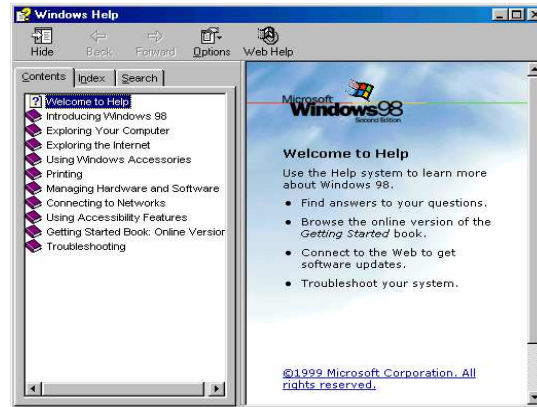 Windows Help
Hide Back Forward Options Web Help
Contents Index Search
Welcome to Help
Introducing Windows 98
Exploring Your Computer
Exploring the Internet
Using Windows Accessories
Printing
Managing Hardware and Software
Connecting to Networks
Using Accessibility Features
Getting Started Book: Online Version
Troubleshooting
Microsoft
Windows98
Second Edition
Welcome to Help
Use the Help system to learn more
about Windows 98.
• Find answers to your questions.
• Browse the online version of the
Getting Started book.
• Connect to the Web to get
software updates.
• Troubleshoot your system.
©1999 Microsoft Corporation. All
rights reserved.